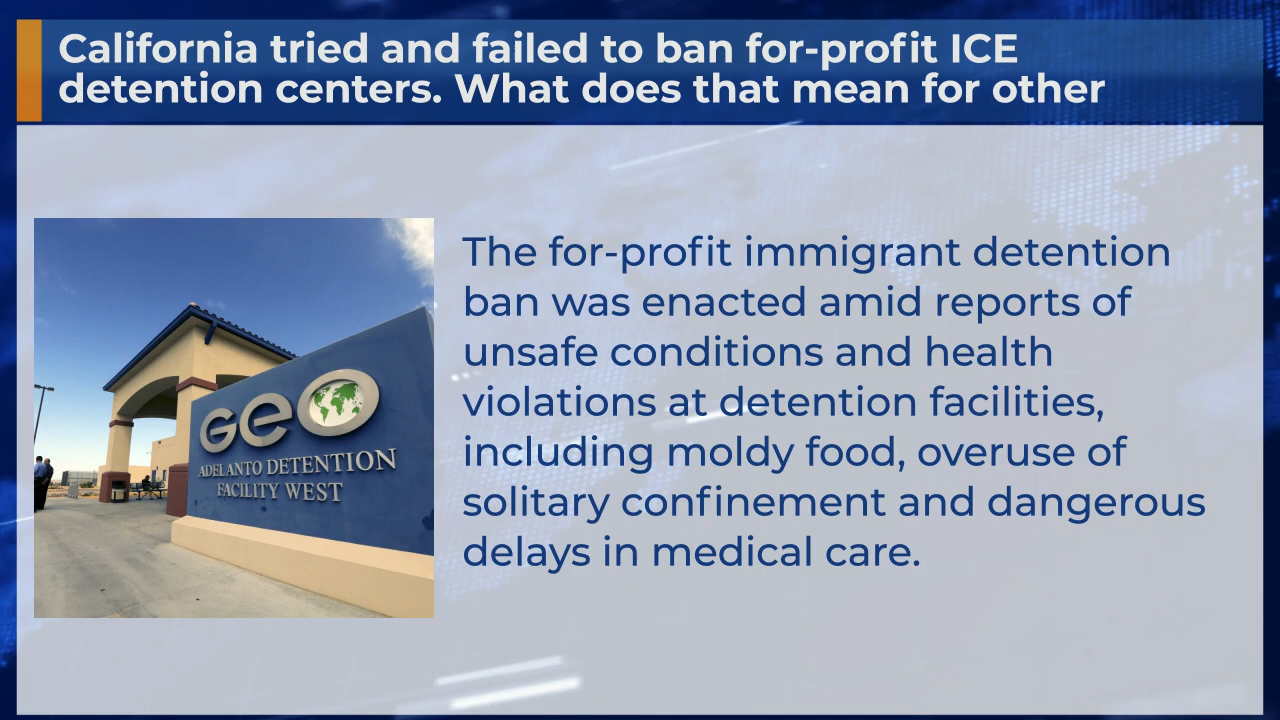 California tried and failed to ban for-profit ICE
detention centers. What does that mean for other
The for-profit immigrant detention
ban was enacted amid reports of
unsafe conditions and health
violations at detention facilities,
including moldy food, overuse of
solitary confinement and dangerous
delays in medical care.
GEO
ADELANTO DETENTION
FACILITY WEST